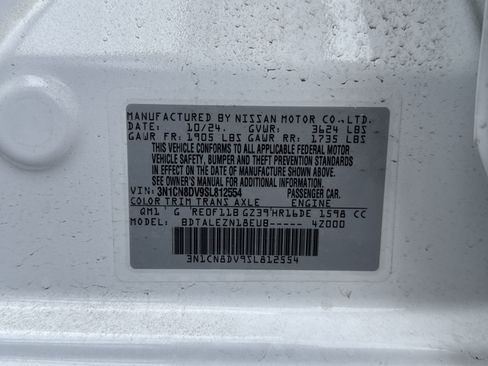 MANUFACTURED BY NISSAN MOTOR CO.,LTD.
DATE: 10/24. GVWR: 3624 LBS
GAWR FR: 1905 LBS GAWR RR: 1735 LBS
THIS VEHICLE CONFORMS TO ALL APPLICABLE FEDERAL MOTOR
VEHICLE SAFETY, BUMPER AND THEFT PREVENTION STANDARDS
IN EFFECT ON THE DATE OF MANUFACTURE SHOWN ABOVE.
SEE OWNER'S MANUAL FOR ADDITIONAL INFORMATION.
VIN: 3N1CN8DV9SL812554 PASSENGER CAR.
COLOR TRIM TRANS AXLE ENGINE
QM1 G RE0F11B GZ39 HR16DE 1598 CC
MODEL: BDTALEZN18EU8----- 4Z000
3N1CN8DV9SL812554